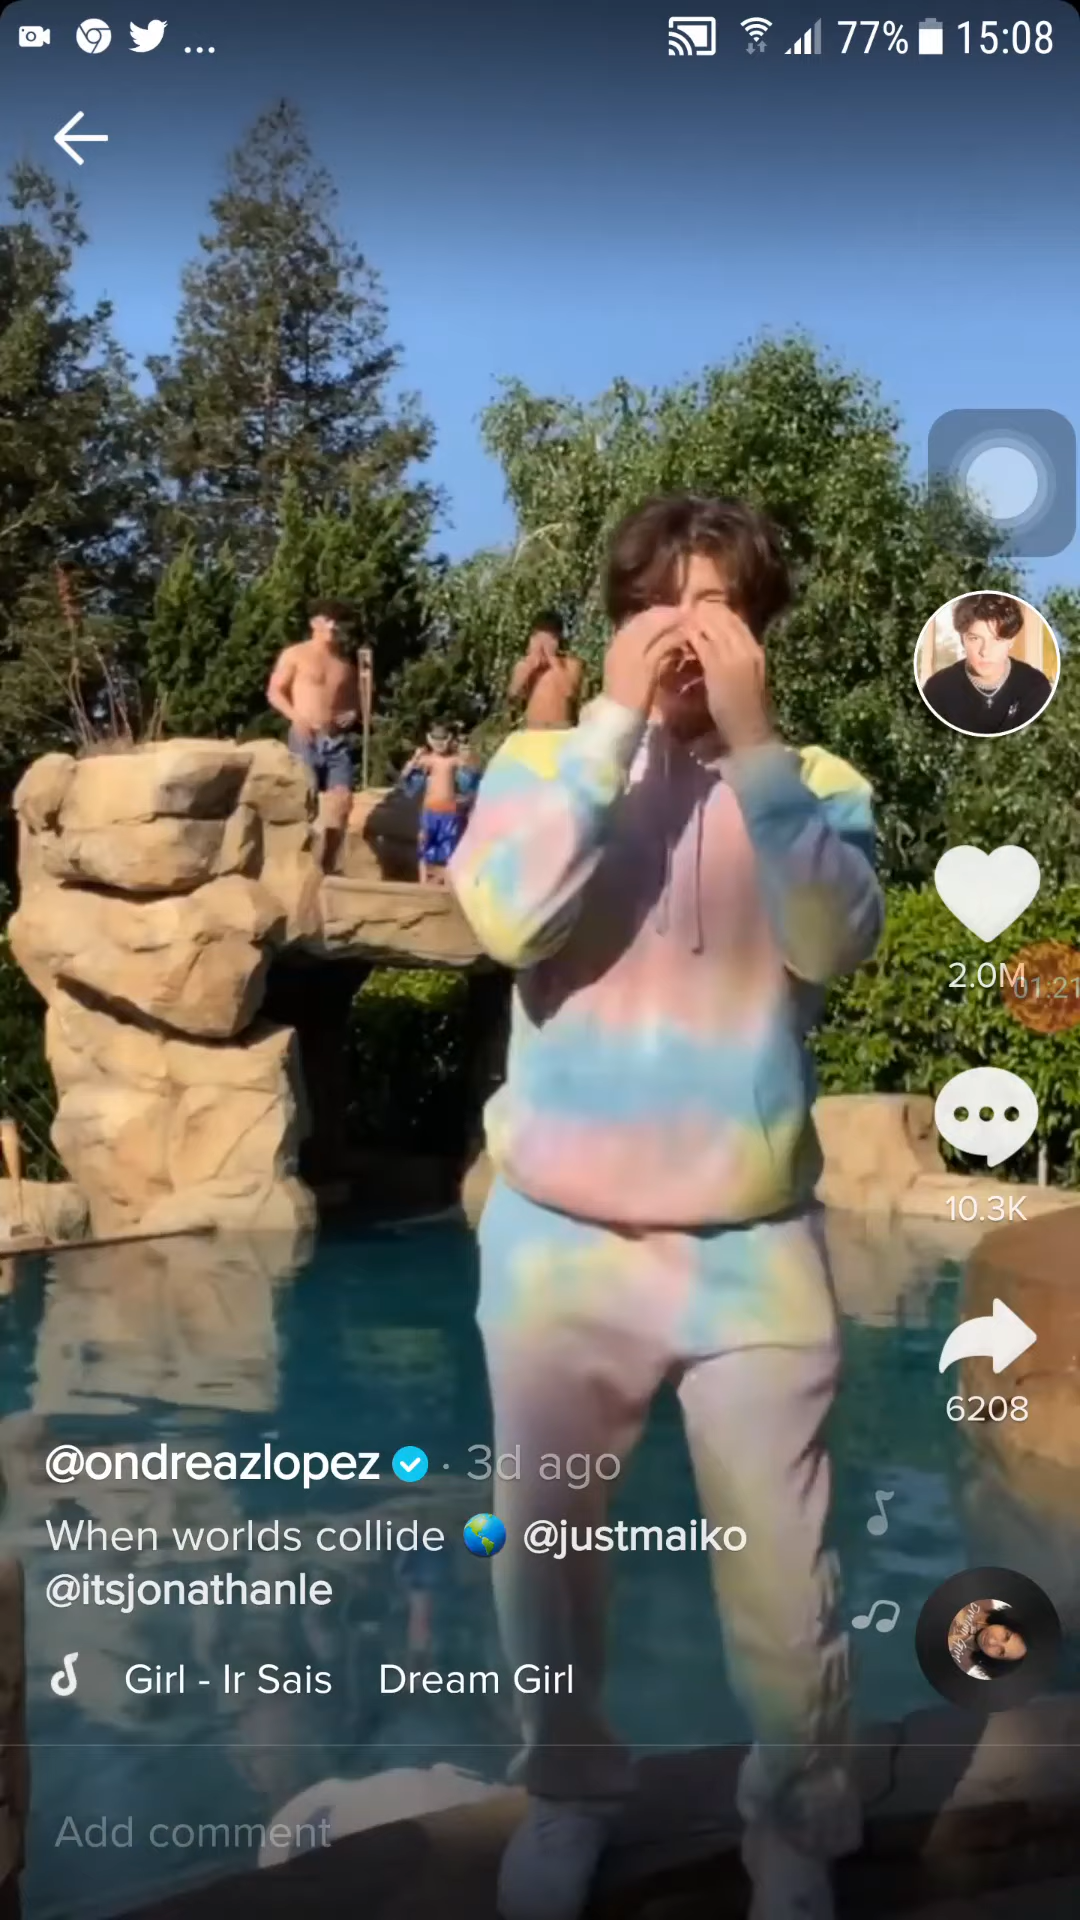 ... 77% 15:08
2.0M
01:21
10.3K
6208
@ondreazlopez · 3d ago
When worlds collide 🌎 @justmaiko
@itsjonathanle
Girl - Ir Sais Dream Girl
Add comment